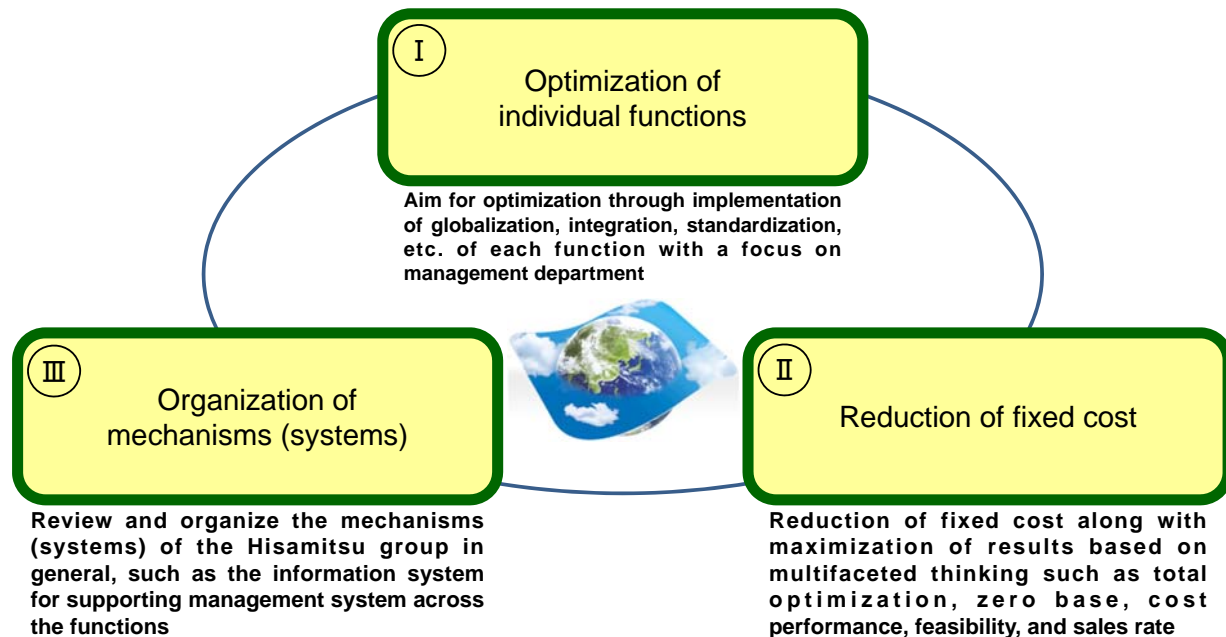 Ⅰ
Optimization of
individual functions
Aim for optimization through implementation
of globalization, integration, standardization,
etc. of each function with a focus on
management department
Ⅲ
Organization of
mechanisms (systems)
Review and organize the mechanisms
(systems) of the Hisamitsu group in
general, such as the information system
for supporting management system across
the functions
Ⅱ
Reduction of fixed cost
Reduction of fixed cost along with
maximization of results based on
multifaceted thinking such as total
optimization, zero base, cost
performance, feasibility, and sales rate